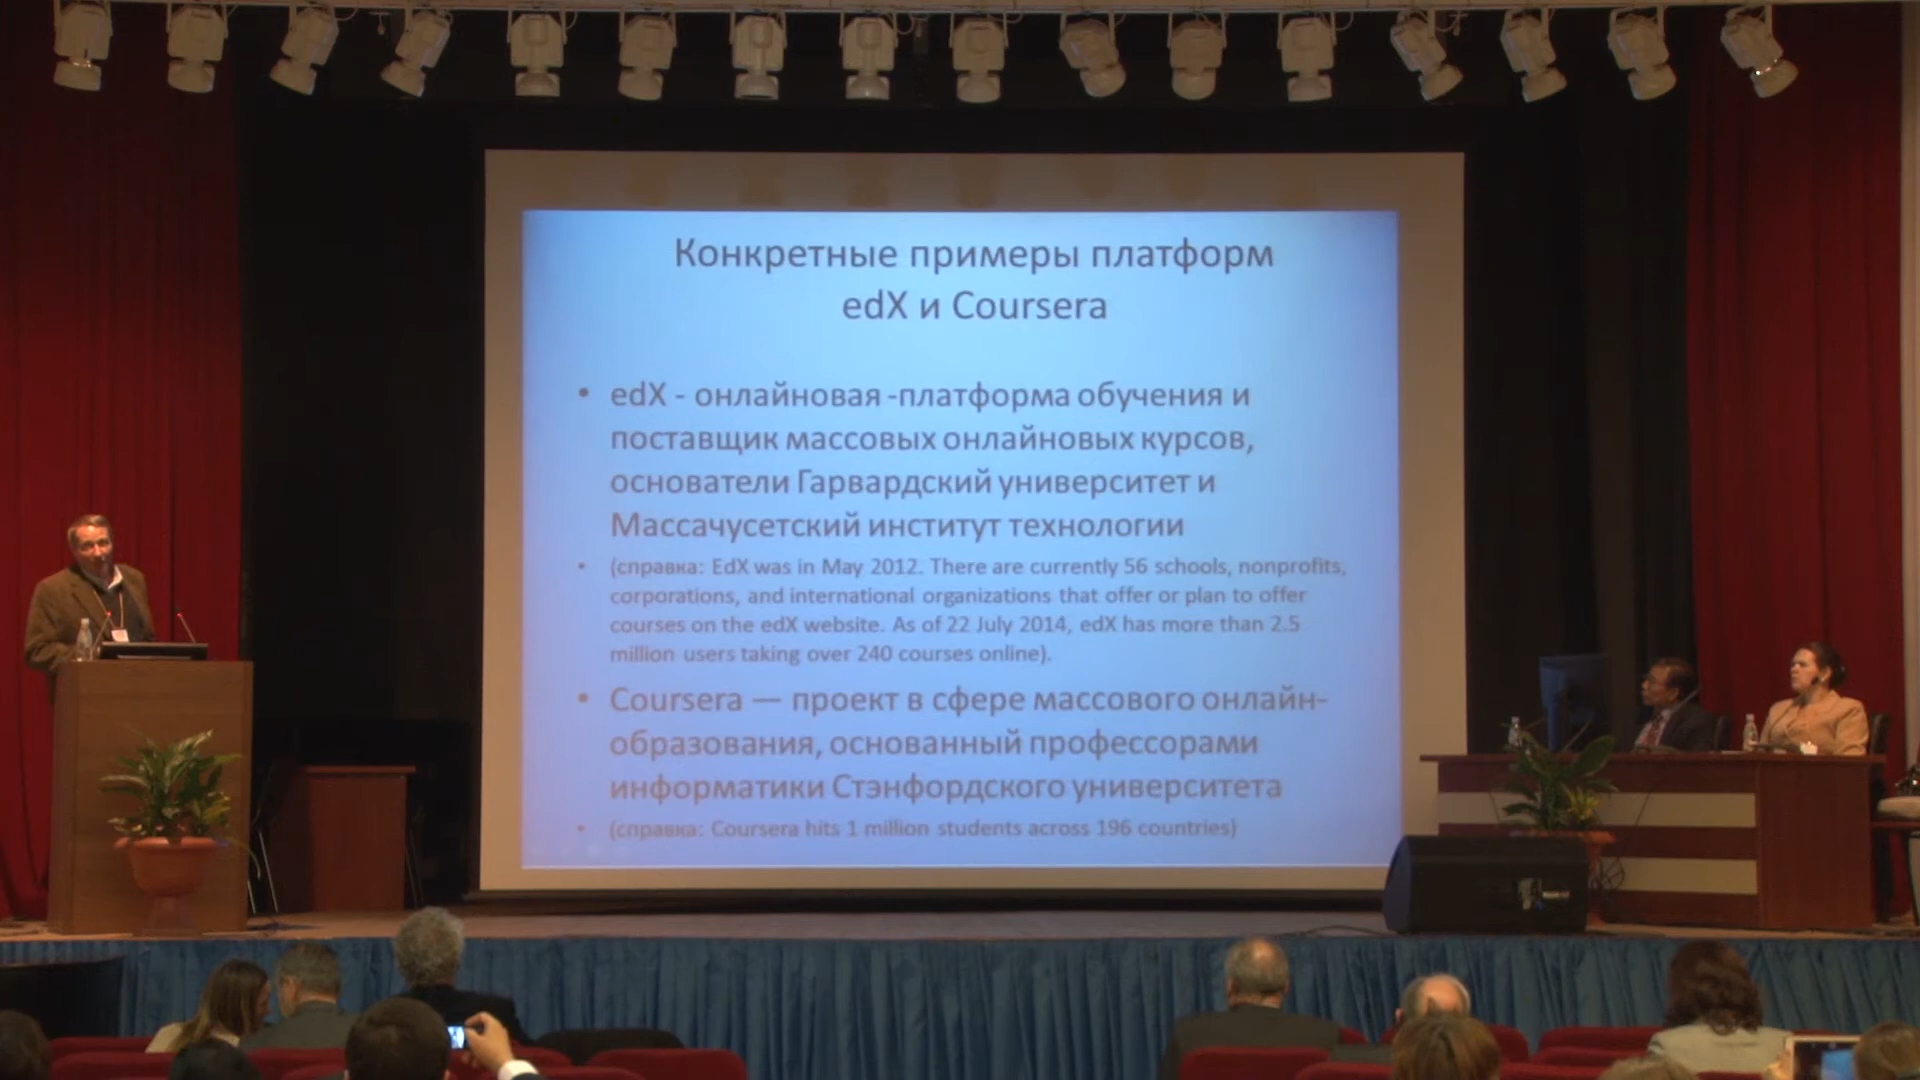 Конкретные примеры платформ
edX и Coursera
• edX - онлайновая -платформа обучения и
поставщик массовых онлайновых курсов,
основатели Гарвардский университет и
Массачусетский институт технологии
• (справка: EdX was in May 2012. There are currently 56 schools, nonprofits,
corporations, and international organizations that offer or plan to offer
courses on the edX website. As of 22 July 2014, edX has more than 2.5
million users taking over 240 courses online).
• Coursera — проект в сфере массового онлайн-
образования, основанный профессорами
информатики Стэнфордского университета
• (справка: Coursera hits 1 million students across 196 countries)